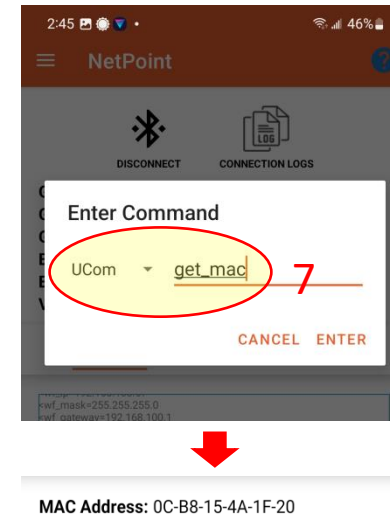 2:45
46%
NetPoint
?
LOG
DISCONNECT CONNECTION LOGS
Enter Command
UCom get_mac 7
CANCEL ENTER
<wf_mask=255.255.255.0
<wf_gateway=192.168.100.1
MAC Address: 0C-B8-15-4A-1F-20